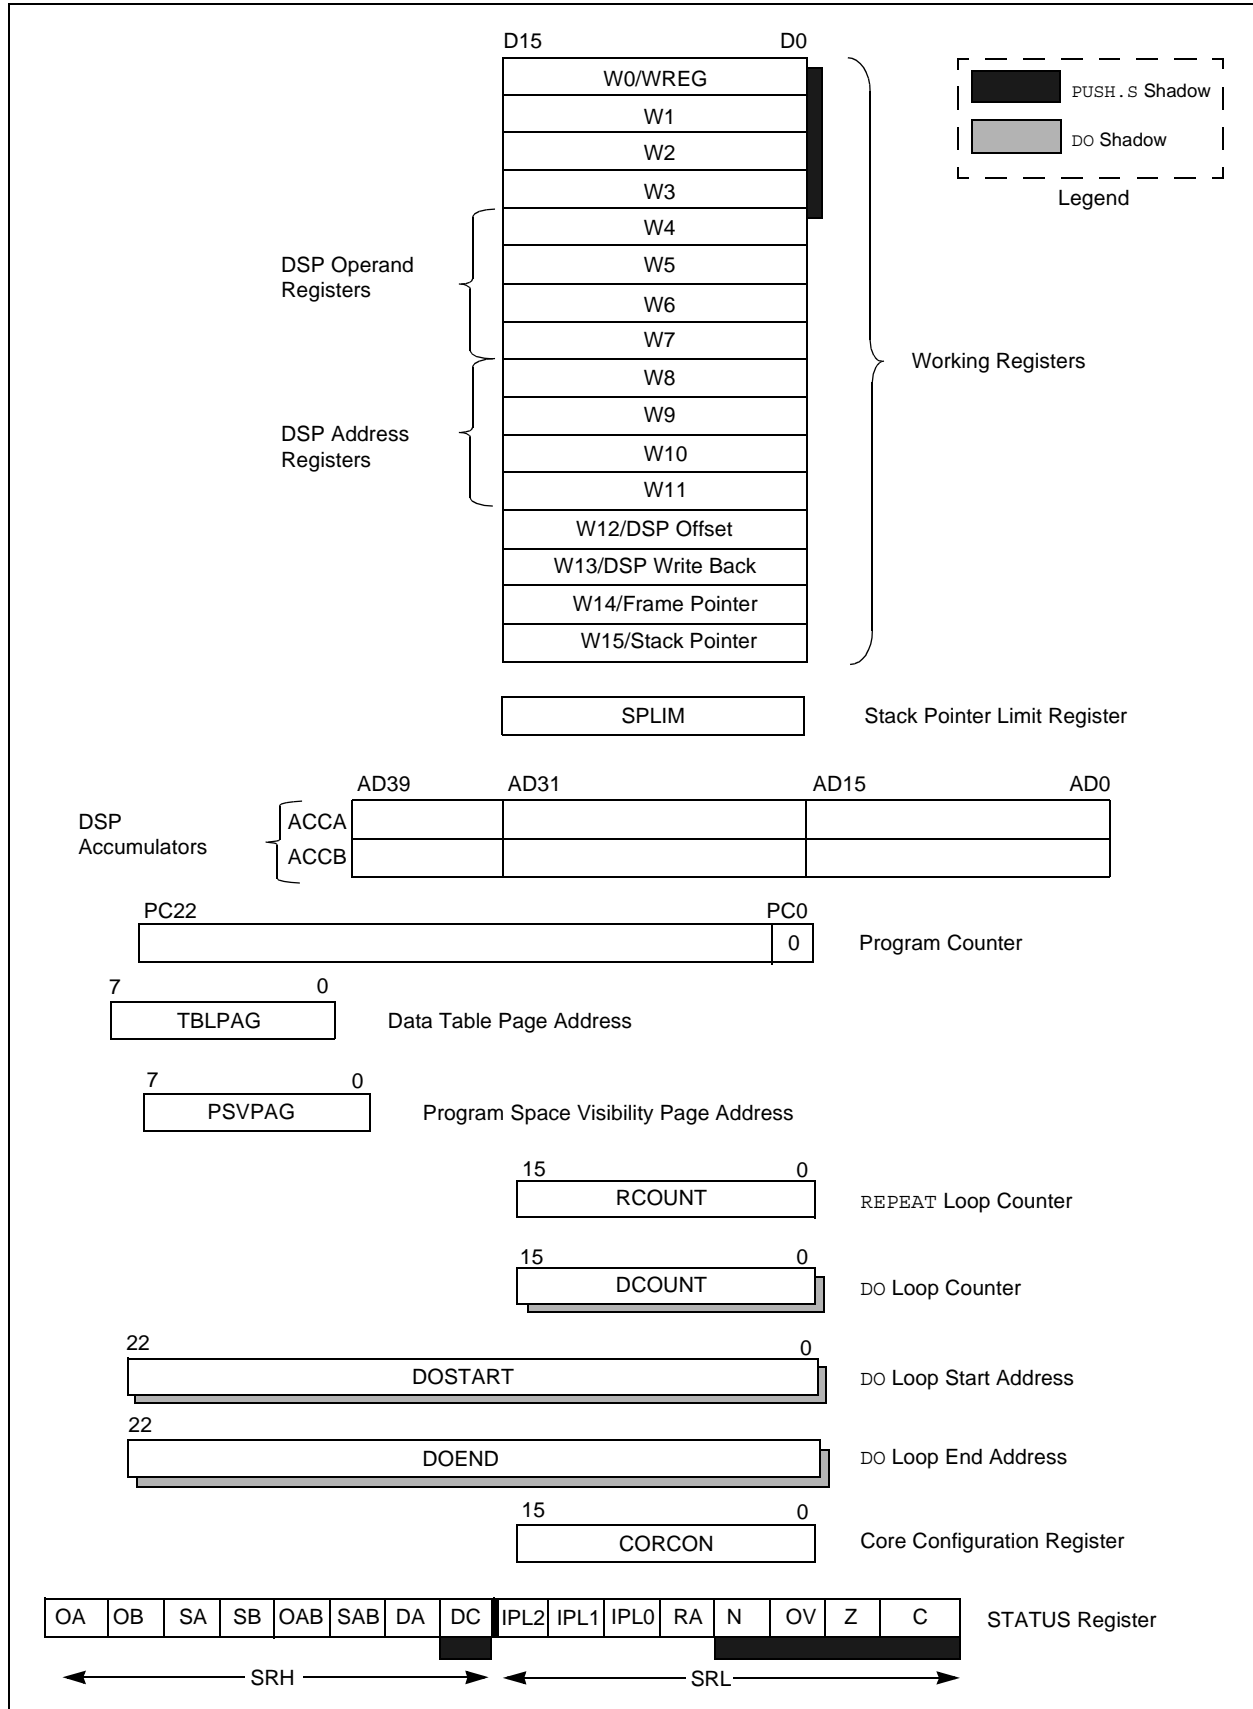 D15 D0
W0/WREG
PUSH.S Shadow
W1
DO Shadow
W2
W3
Legend
W4
DSP Operand
Registers
W5
W6
W7
Working Registers
W8
W9
DSP Address
Registers
W10
W11
W12/DSP Offset
W13/DSP Write Back
W14/Frame Pointer
W15/Stack Pointer
SPLIM Stack Pointer Limit Register
AD39 AD31 AD15 AD0
DSP
Accumulators
ACCA
ACCB
PC22 PC0
0 Program Counter
7 0
TBLPAG Data Table Page Address
7 0
PSVPAG Program Space Visibility Page Address
15 0
RCOUNT REPEAT Loop Counter
15 0
DCOUNT DO Loop Counter
22 0
DOSTART DO Loop Start Address
22
DOEND DO Loop End Address
15 0
CORCON Core Configuration Register
OA OB SA SB OAB SAB DA DC IPL2 IPL1 IPL0 RA N OV Z C STATUS Register
SRH SRL